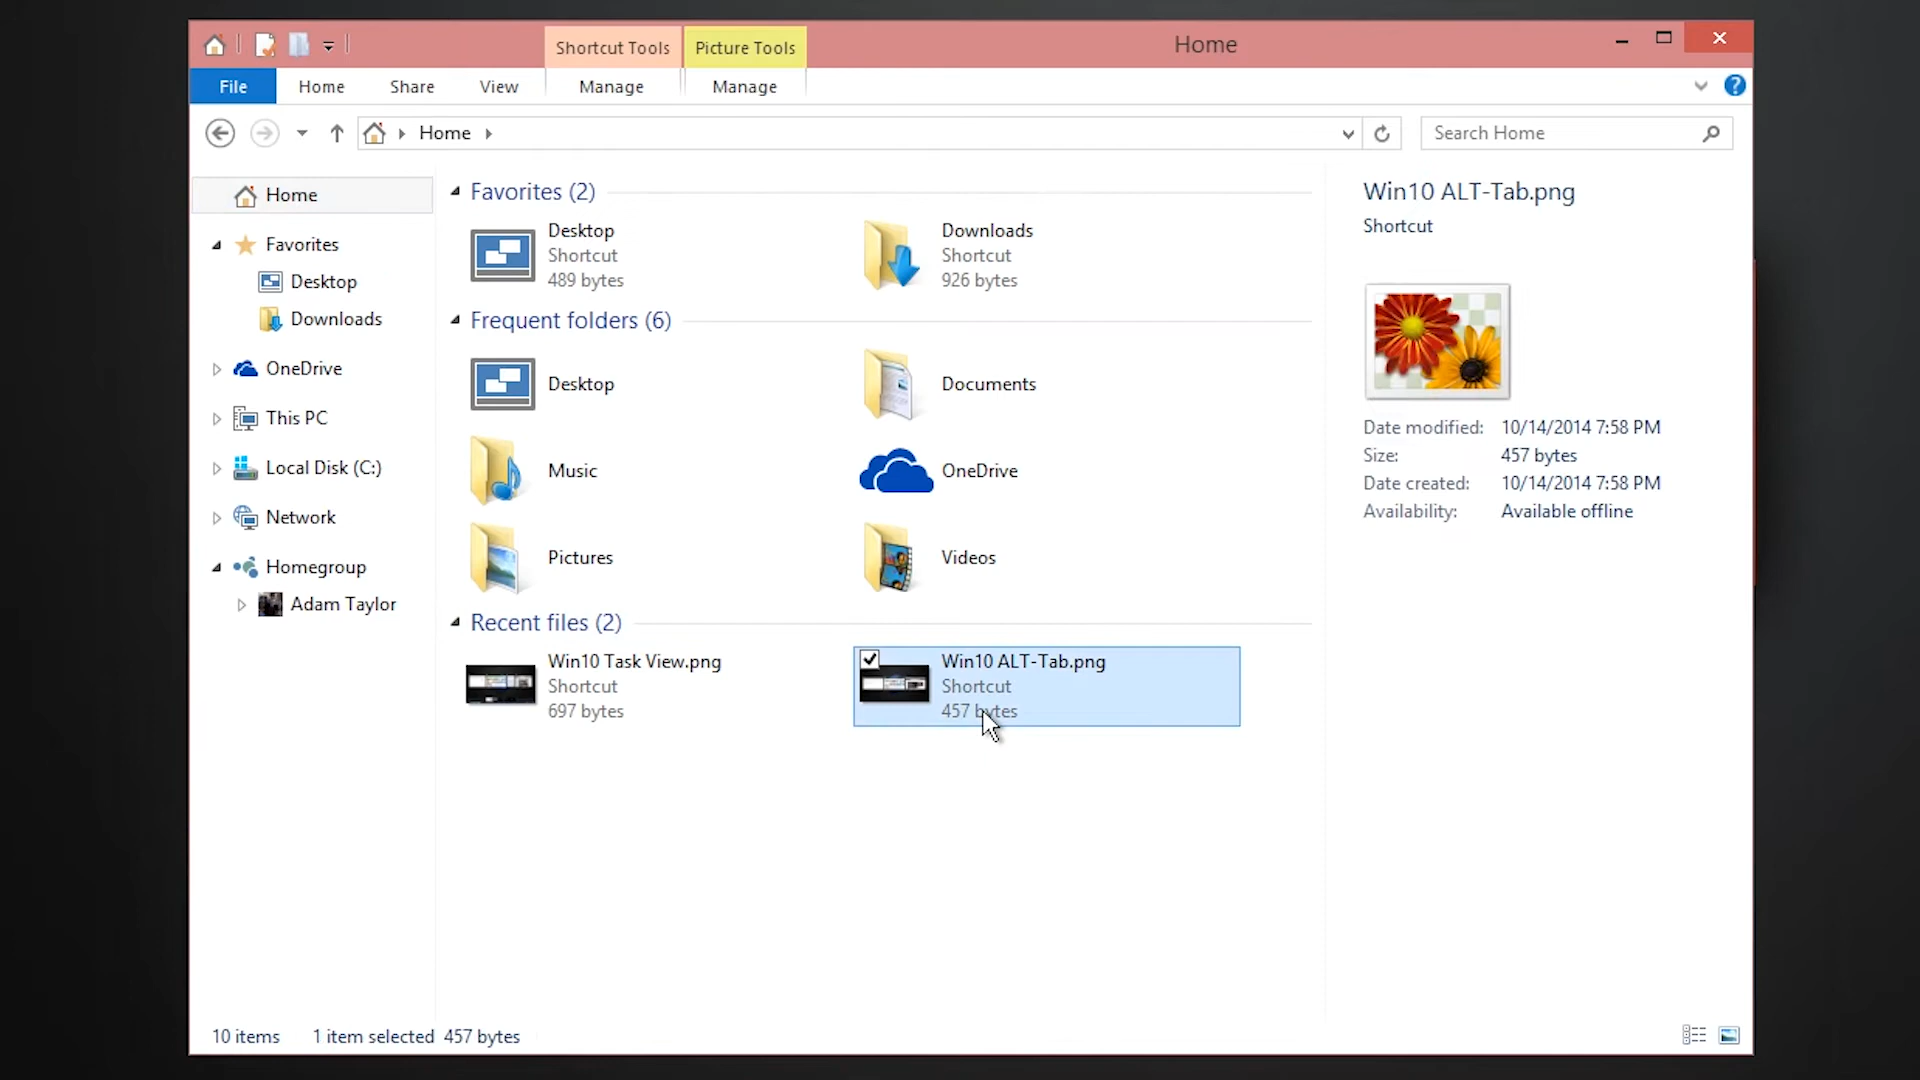 Shortcut Tools
Picture Tools
Home
File
Home
Share
View
Manage
Manage
Home
Search Home
Home
Favorites
Desktop
Downloads
OneDrive
This PC
Local Disk (C:)
Network
Homegroup
Adam Taylor
Favorites (2)
Desktop
Shortcut
489 bytes
Downloads
Shortcut
926 bytes
Frequent folders (6)
Desktop
Documents
Music
OneDrive
Pictures
Videos
Recent files (2)
Win10 Task View.png
Shortcut
697 bytes
Win10 ALT-Tab.png
Shortcut
457 bytes
Win10 ALT-Tab.png
Shortcut
Date modified: 10/14/2014 7:58 PM
Size: 457 bytes
Date created: 10/14/2014 7:58 PM
Availability: Available offline
10 items 1 item selected 457 bytes